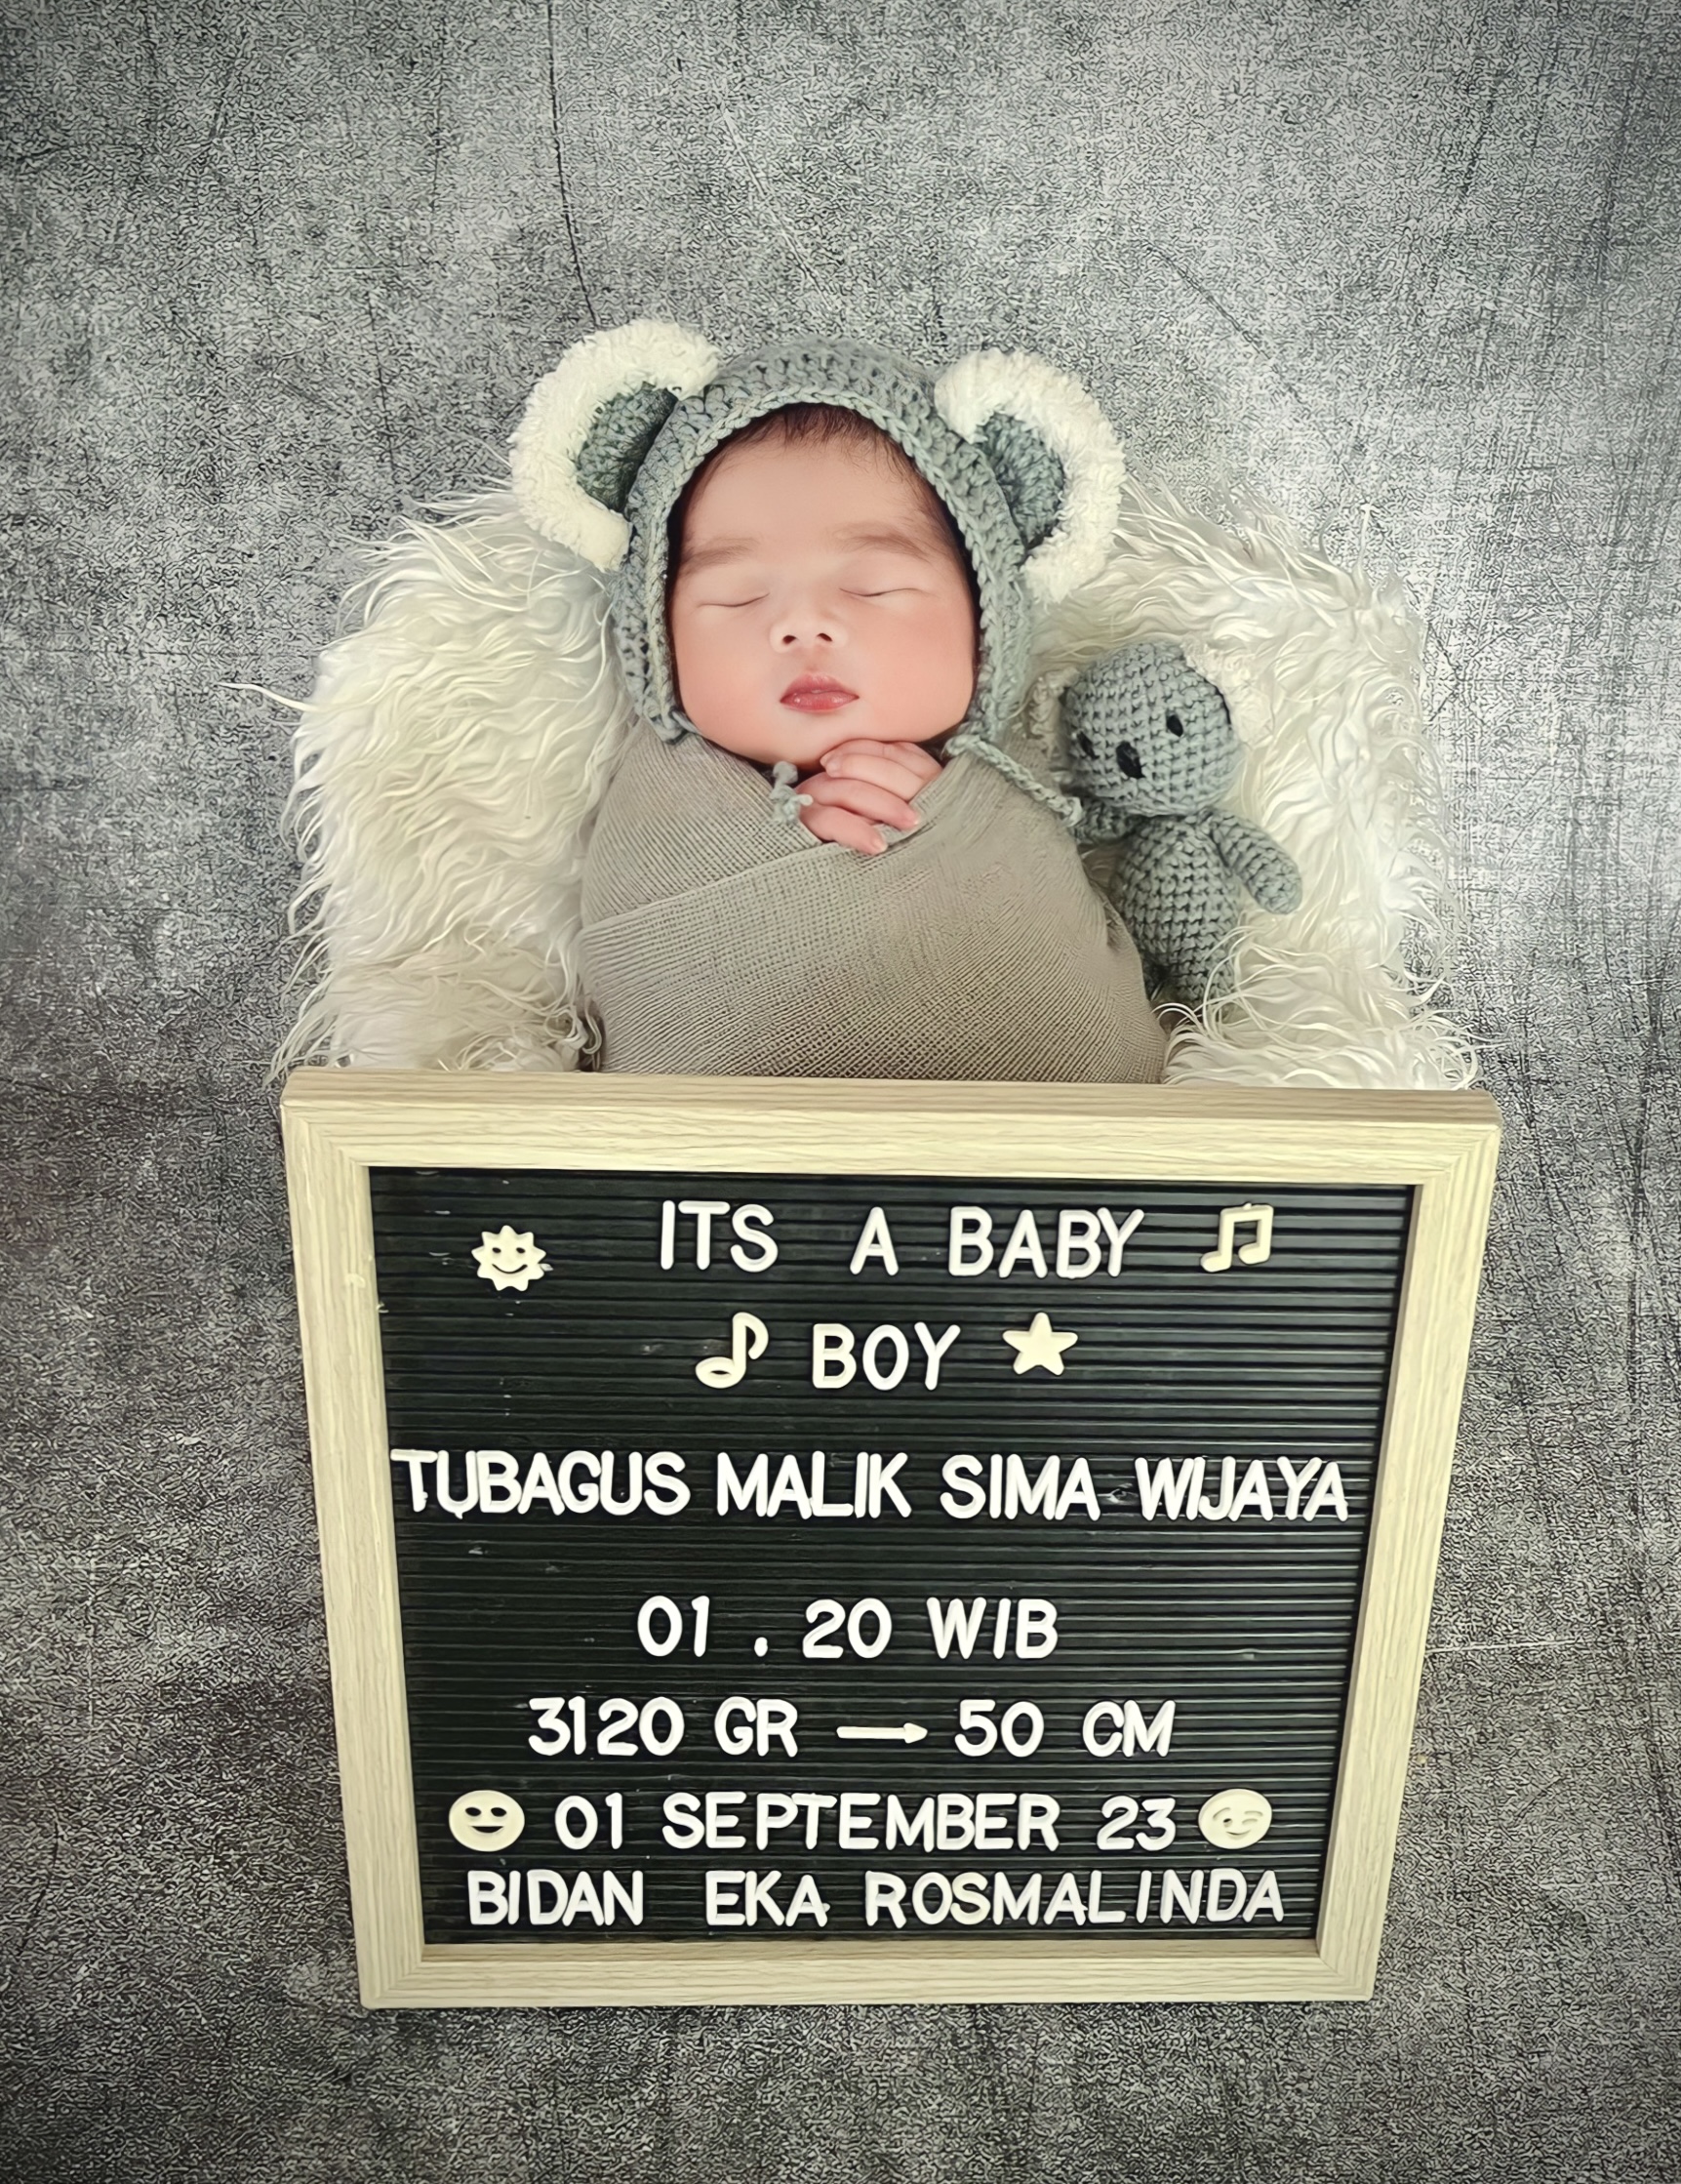 ITS A BABY
BOY
TUBAGUS MALIK SIMA WIJAYA
01 . 20 WIB
3120 GR → 50 CM
01 SEPTEMBER 23
BIDAN EKA ROSMALINDA